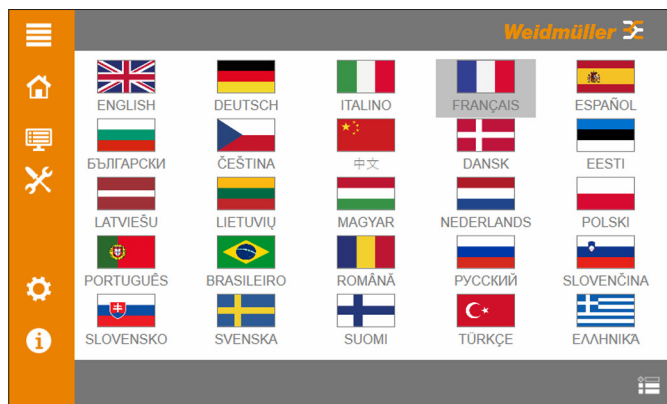 Weidmüller
ENGLISH DEUTSCH ITALINO FRANÇAIS ESPAÑOL
БЪЛГАРСКИ ČEŠTINA 中文 DANSK EESTI
LATVIEŠU LIETUVIŲ MAGYAR NEDERLANDS POLSKI
PORTUGUÊS BRASILEIRO ROMÂNĂ РУССКИЙ SLOVENČINA
SLOVENSKO SVENSKA SUOMI TÜRKÇE ΕΛΛΗΝΙΚΆ